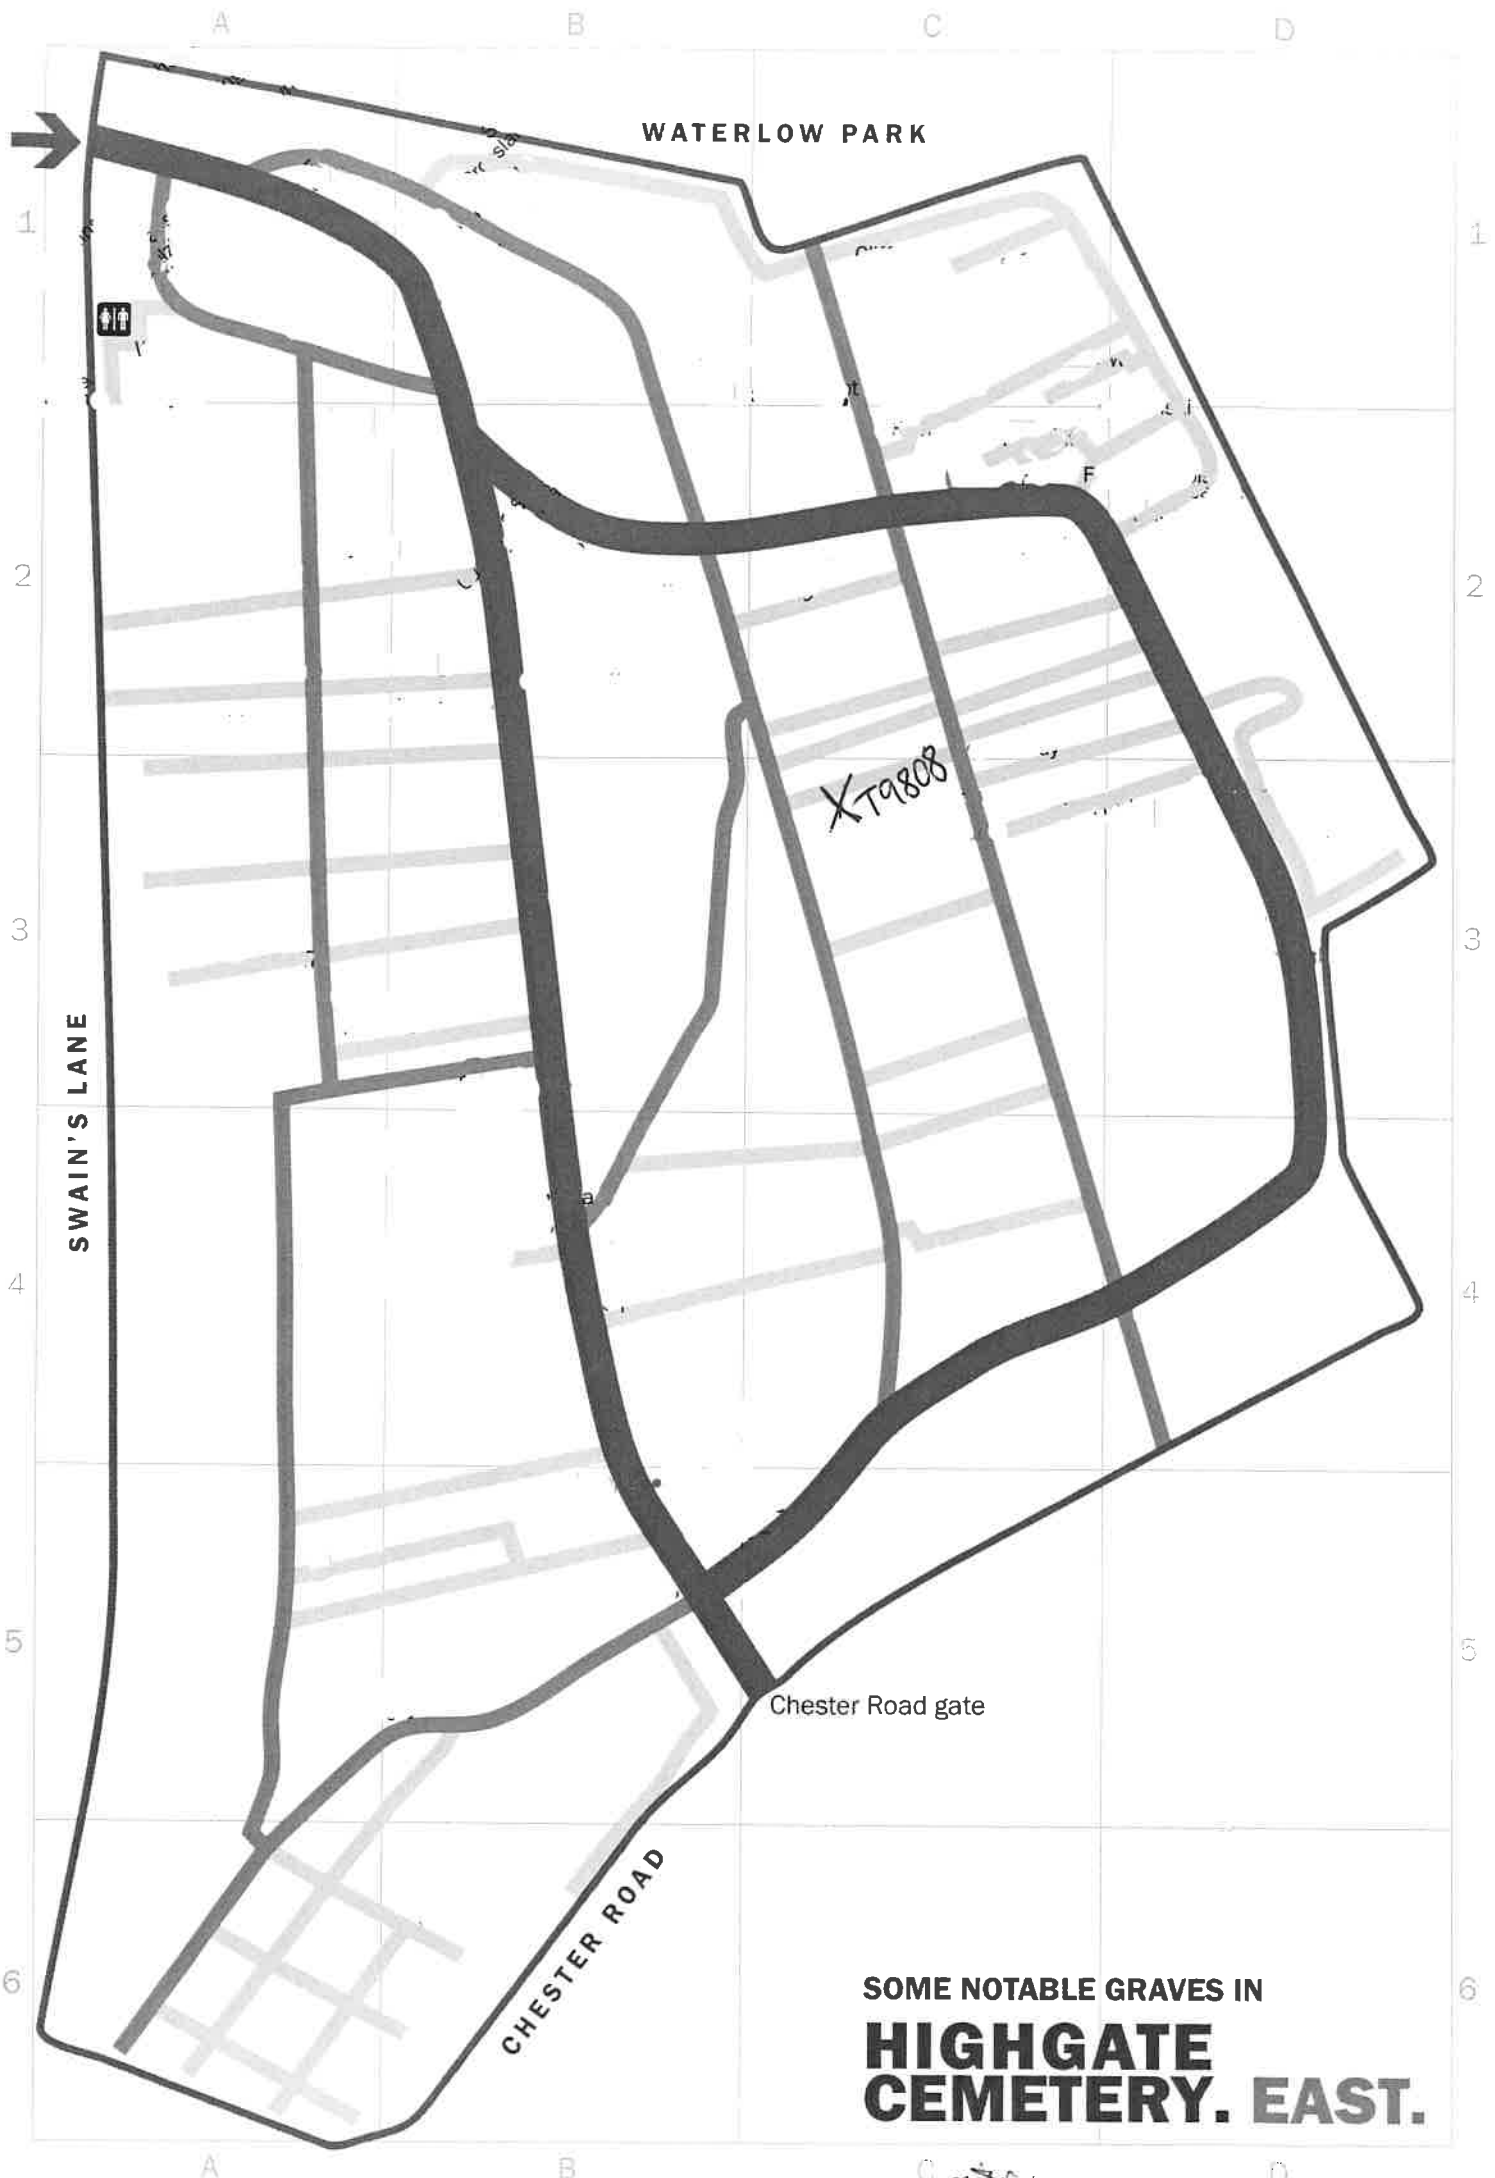 A B C D
WATERLOW PARK
1 1
2 2
XT9808
3 3
SWAIN'S LANE
4 4
5 5
Chester Road gate
CHESTER ROAD
6 6
SOME NOTABLE GRAVES IN
HIGHGATE
CEMETERY. EAST.
A B C D